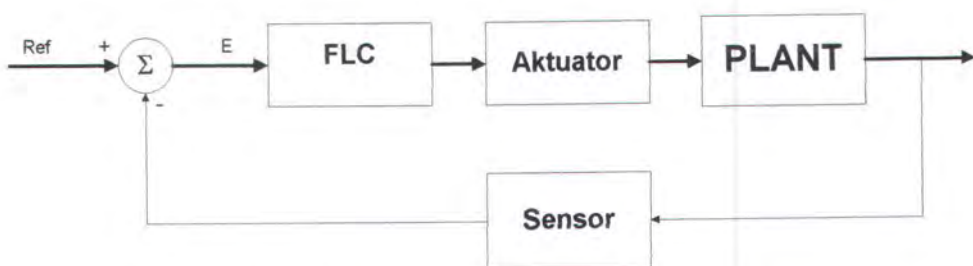 Ref
+
Σ
-
E
FLC
Aktuator
PLANT
Sensor